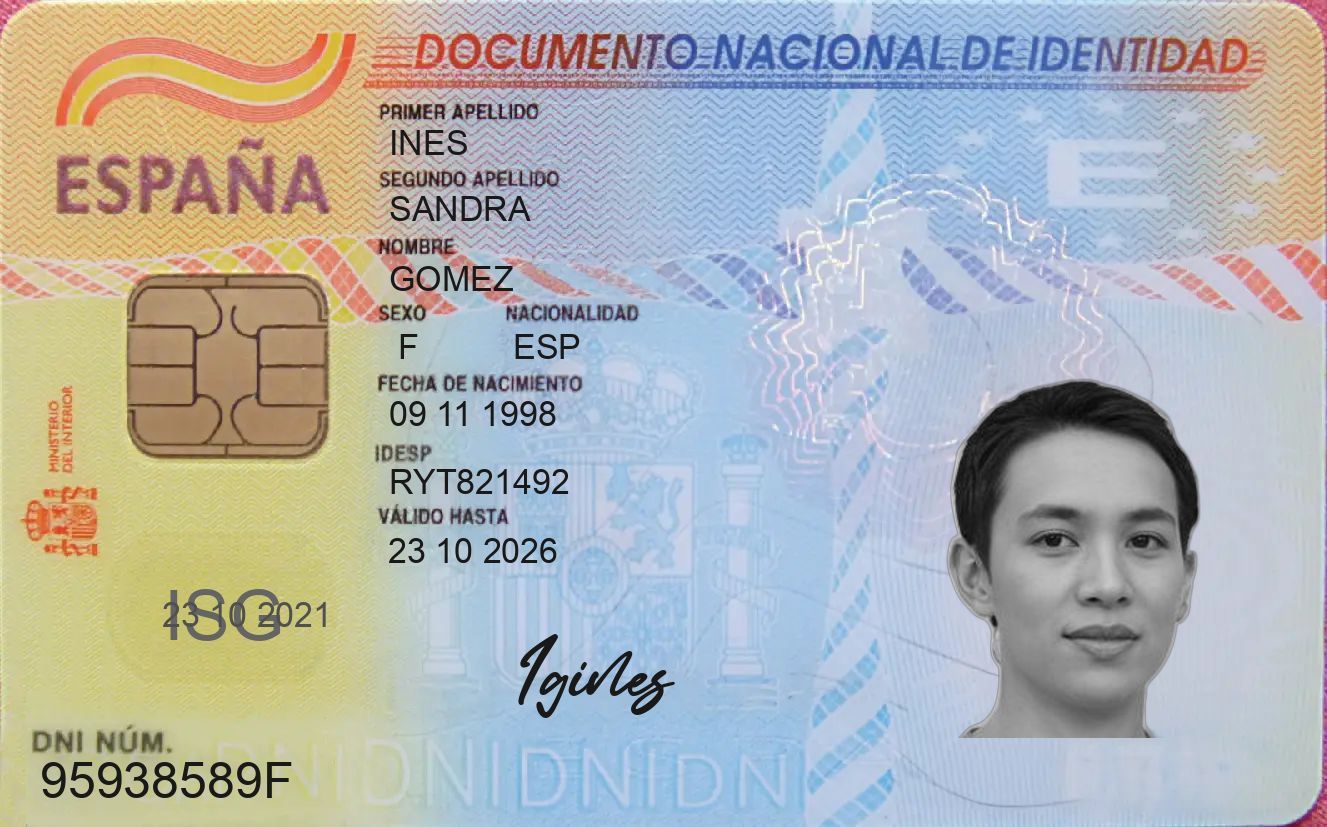 DOCUMENTO NACIONAL DE IDENTIDAD
ESPAÑA
PRIMER APELLIDO
INES
SEGUNDO APELLIDO
SANDRA
NOMBRE
GOMEZ
SEXO NACIONALIDAD
F ESP
FECHA DE NACIMIENTO
09 11 1998
IDESP
RYT821492
VÁLIDO HASTA
23 10 2026
MINISTERIO
DEL INTERIOR
E
ISG
23 10 2021
Igines
DNI NÚM.
95938589F
DNIDNIDNIDNI